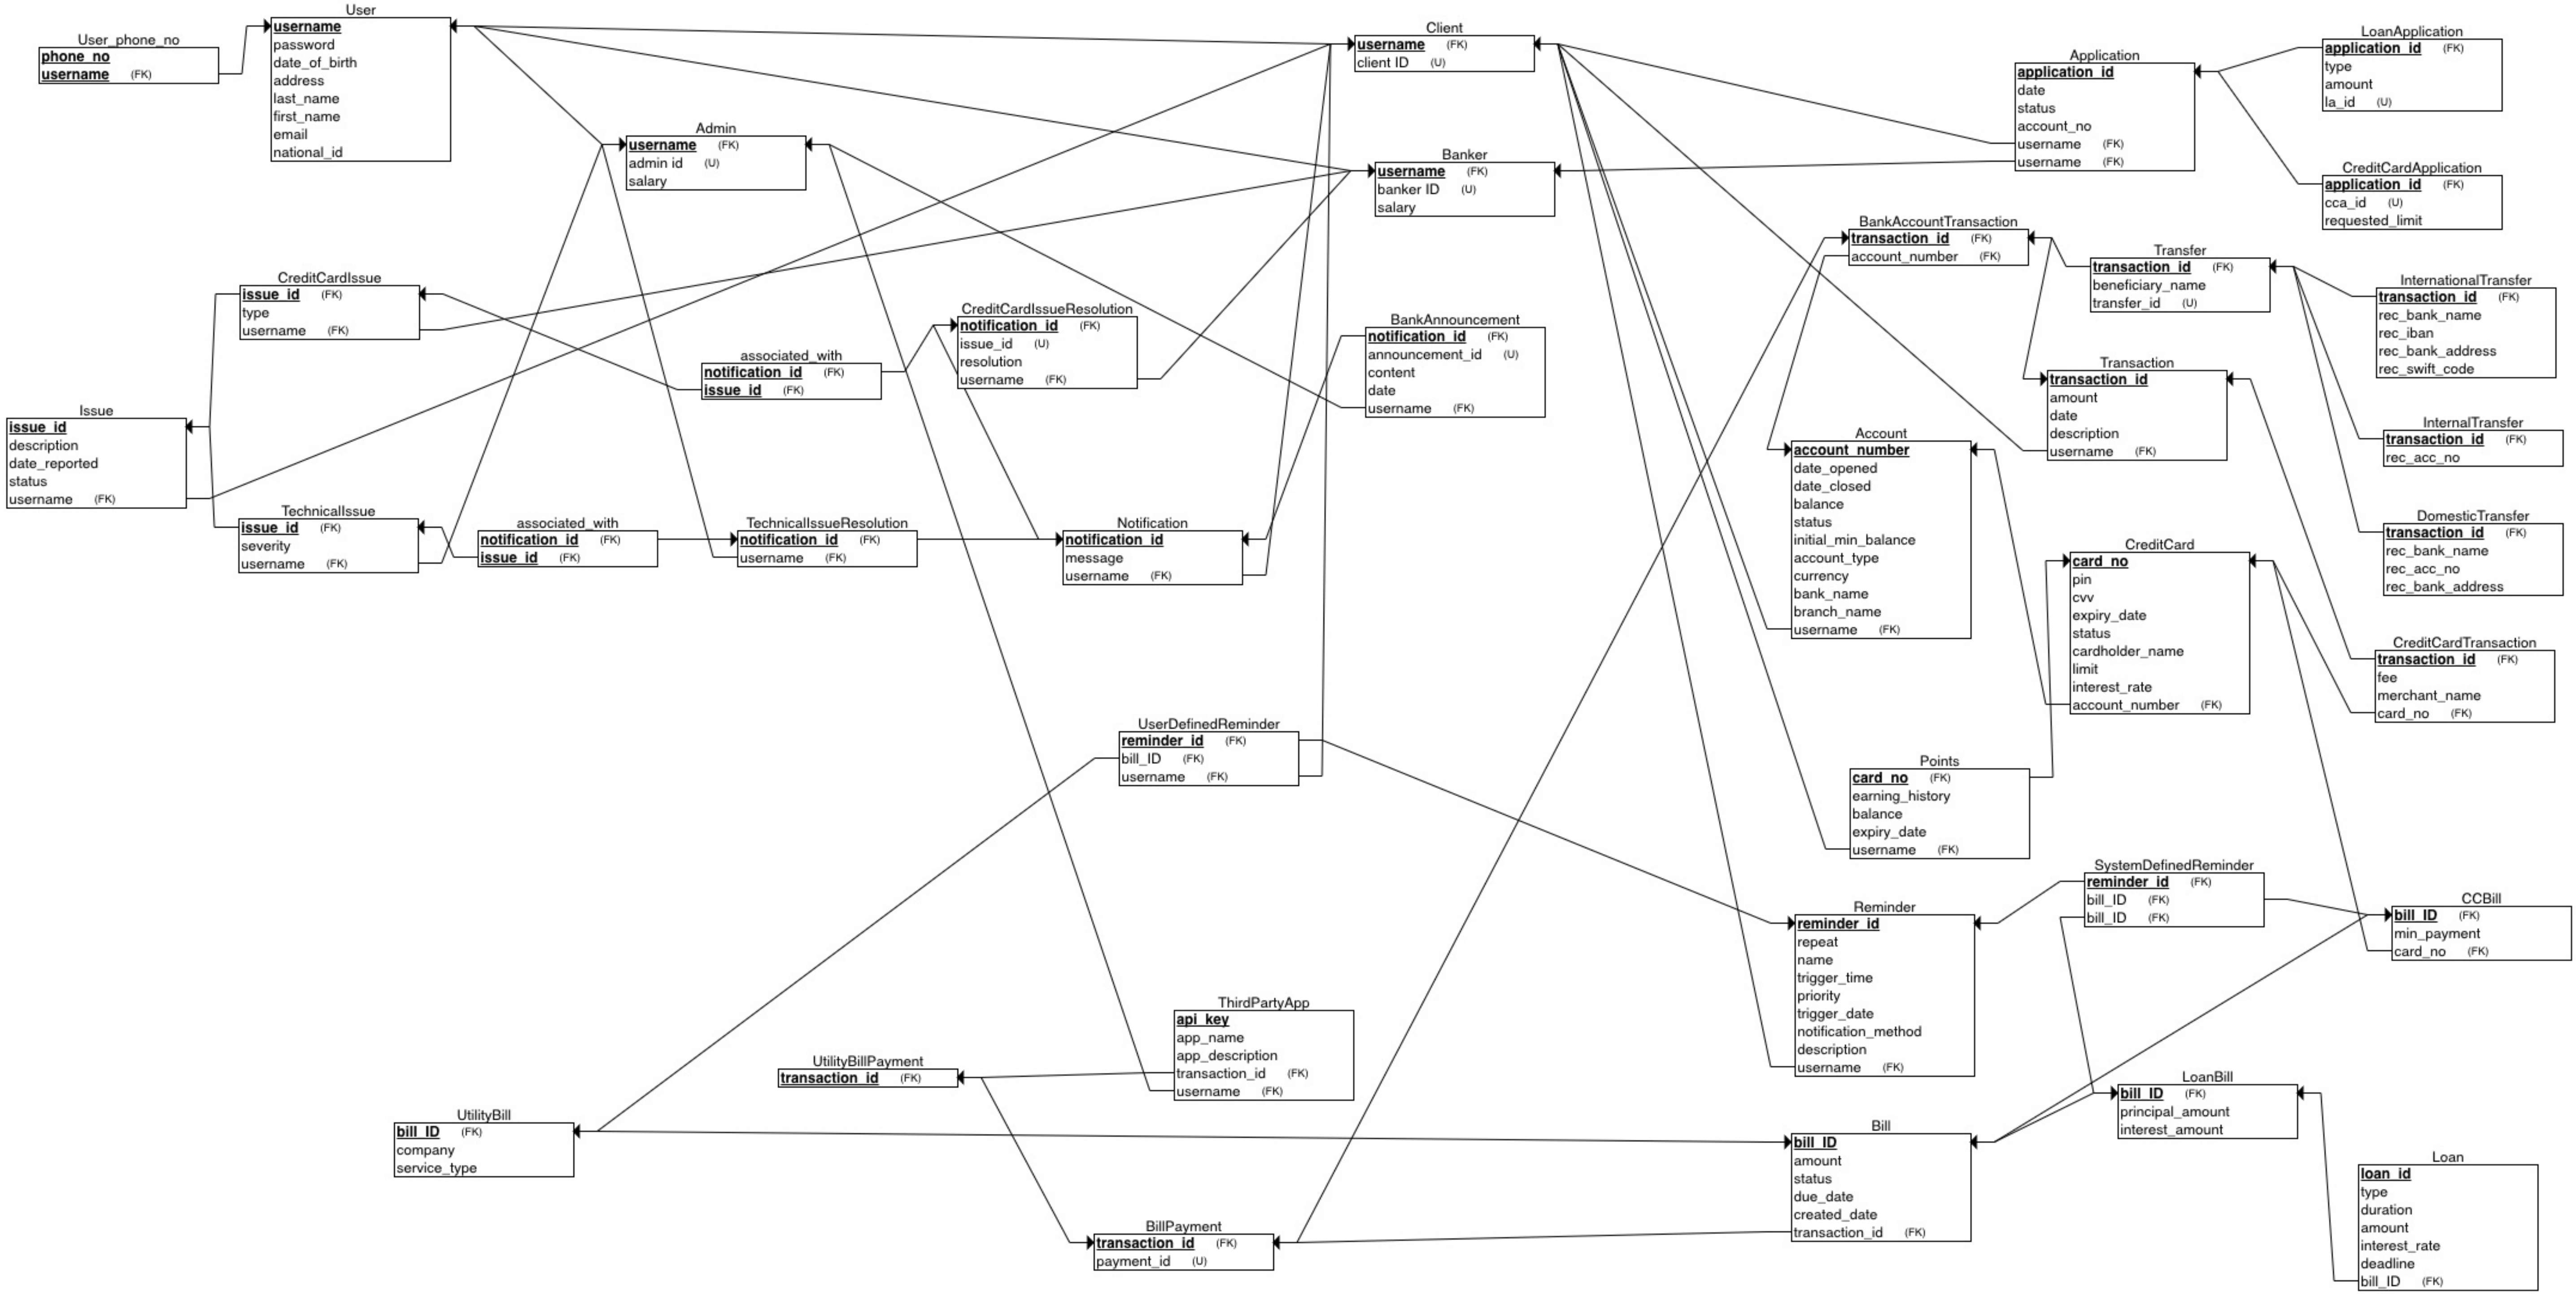 User
username
password
date_of_birth
address
last_name
first_name
email
national_id
User_phone_no
phone_no
username (FK)
Client
username (FK)
client ID (U)
Admin
username (FK)
admin id (U)
salary
Banker
username (FK)
banker ID (U)
salary
Application
application_id
date
status
account_no
username (FK)
username (FK)
LoanApplication
application_id (FK)
type
amount
la_id (U)
CreditCardApplication
application_id (FK)
cca_id (U)
requested_limit
BankAccountTransaction
transaction_id (FK)
account_number (FK)
Transfer
transaction_id (FK)
beneficiary_name
transfer_id (U)
InternationalTransfer
transaction_id (FK)
rec_bank_name
rec_iban
rec_bank_address
rec_swift_code
CreditCardIssue
issue_id (FK)
type
username (FK)
CreditCardIssueResolution
notification_id (FK)
issue_id (U)
resolution
username (FK)
BankAnnouncement
notification_id (FK)
announcement_id (U)
content
date
username (FK)
associated_with
notification_id (FK)
issue_id (FK)
Transaction
transaction_id
amount
date
description
username (FK)
InternalTransfer
transaction_id (FK)
rec_acc_no
Issue
issue_id
description
date_reported
status
username (FK)
Account
account_number
date_opened
date_closed
balance
status
initial_min_balance
account_type
currency
bank_name
branch_name
username (FK)
TechnicalIssue
issue_id (FK)
severity
username (FK)
associated_with
notification_id (FK)
issue_id (FK)
TechnicalIssueResolution
notification_id (FK)
username (FK)
Notification
notification_id
message
username (FK)
DomesticTransfer
transaction_id (FK)
rec_bank_name
rec_acc_no
rec_bank_address
CreditCard
card_no
pin
cvv
expiry_date
status
cardholder_name
limit
interest_rate
account_number (FK)
CreditCardTransaction
transaction_id (FK)
fee
merchant_name
card_no (FK)
UserDefinedReminder
reminder_id (FK)
bill_ID (FK)
username (FK)
Points
card_no (FK)
earning_history
balance
expiry_date
username (FK)
SystemDefinedReminder
reminder_id (FK)
bill_ID (FK)
bill_ID (FK)
CCBill
bill_ID (FK)
min_payment
card_no (FK)
Reminder
reminder_id
repeat
name
trigger_time
priority
trigger_date
notification_method
description
username (FK)
ThirdPartyApp
api_key
app_name
app_description
transaction_id (FK)
username (FK)
UtilityBillPayment
transaction_id (FK)
LoanBill
bill_ID (FK)
principal_amount
interest_amount
UtilityBill
bill_ID (FK)
company
service_type
Bill
bill_ID
amount
status
due_date
created_date
transaction_id (FK)
Loan
loan_id
type
duration
amount
interest_rate
deadline
bill_ID (FK)
BillPayment
transaction_id (FK)
payment_id (U)